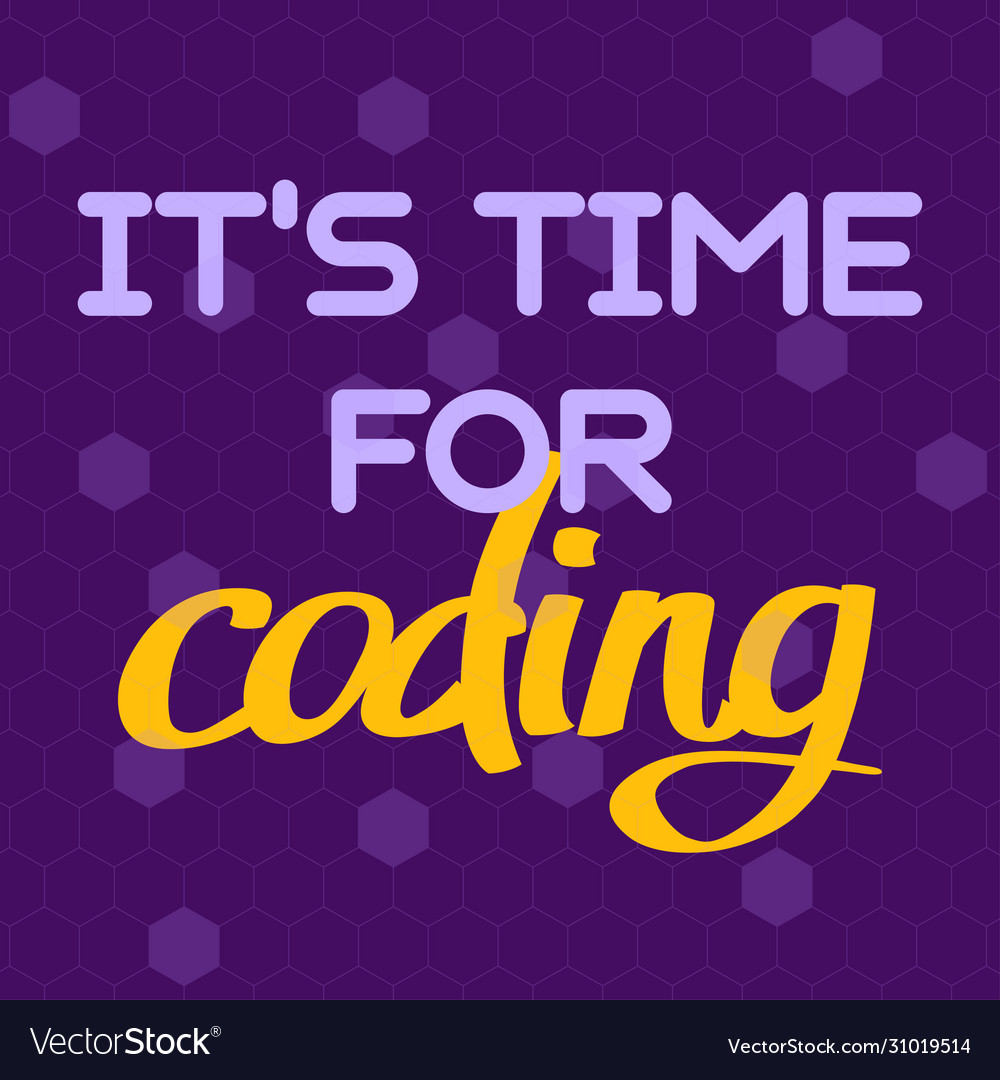 IT'S TIME
FOR
coding
VectorStock®
VectorStock.com/31019514